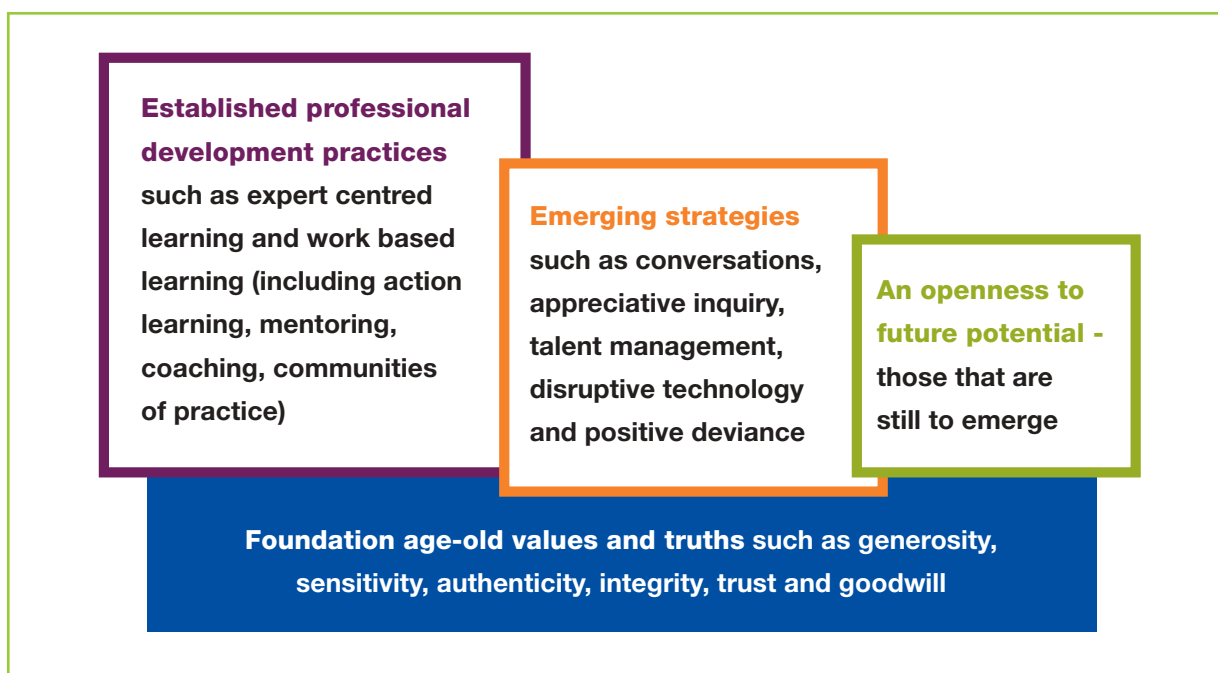 Established professional
development practices
such as expert centred
learning and work based
learning (including action
learning, mentoring,
coaching, communities
of practice)
Emerging strategies
such as conversations,
appreciative inquiry,
talent management,
disruptive technology
and positive deviance
An openness to
future potential -
those that are
still to emerge
Foundation age-old values and truths such as generosity,
sensitivity, authenticity, integrity, trust and goodwill